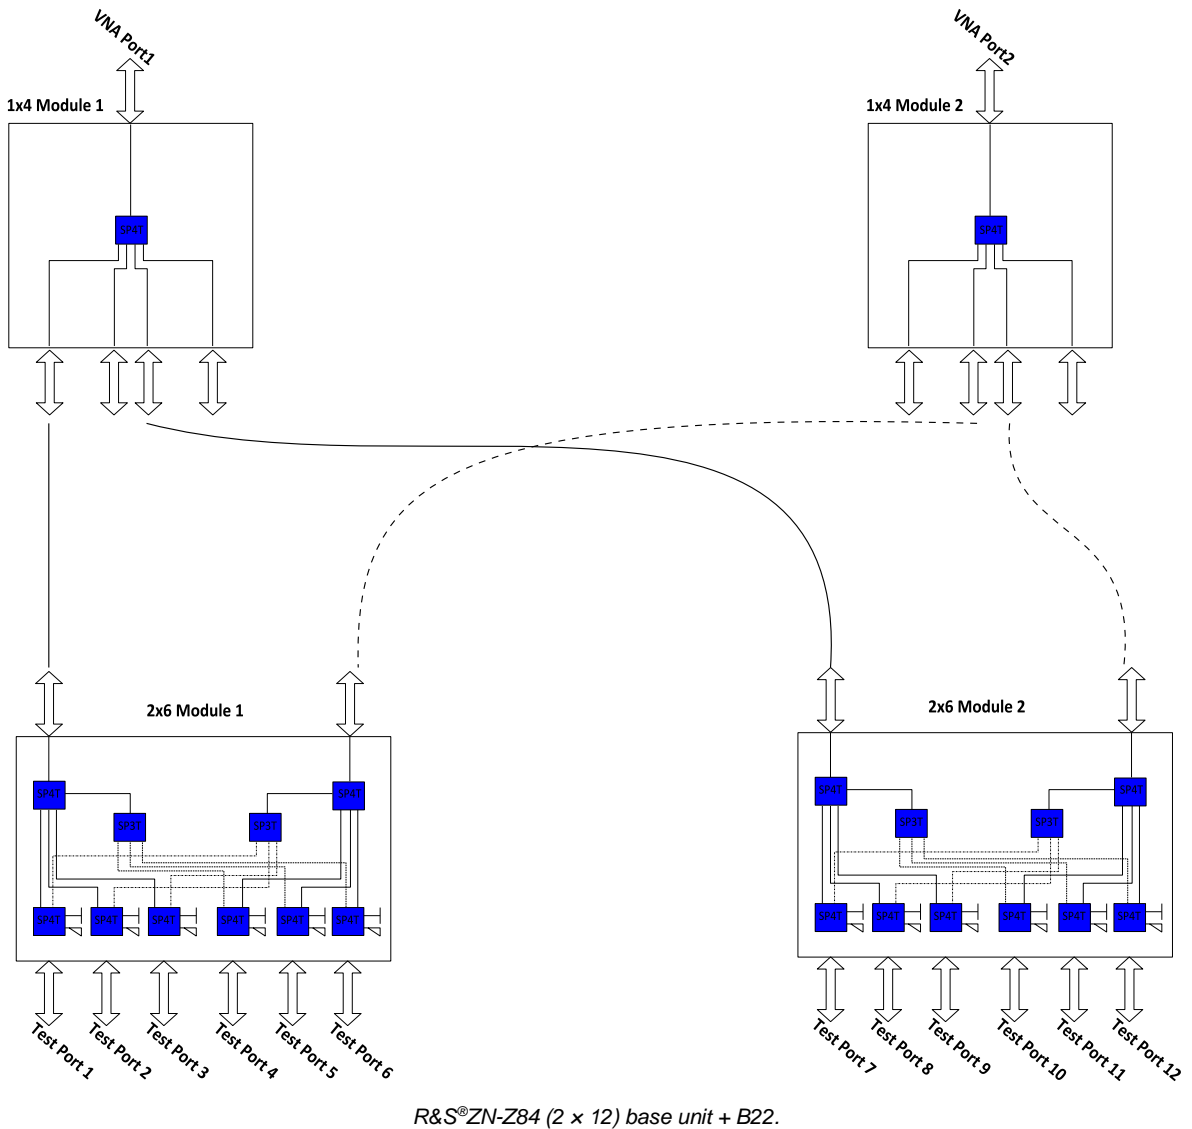 VNA Port1
VNA Port2
1x4 Module 1
1x4 Module 2
SP4T
SP4T
2x6 Module 1
2x6 Module 2
SP4T
SP4T
SP4T
SP4T
SP3T
SP3T
SP3T
SP3T
SP4T
SP4T
SP4T
SP4T
SP4T
SP4T
SP4T
SP4T
SP4T
SP4T
SP4T
SP4T
Test Port 1
Test Port 2
Test Port 3
Test Port 4
Test Port 5
Test Port 6
Test Port 7
Test Port 8
Test Port 9
Test Port 10
Test Port 11
Test Port 12
R&S®ZN-Z84 (2 × 12) base unit + B22.